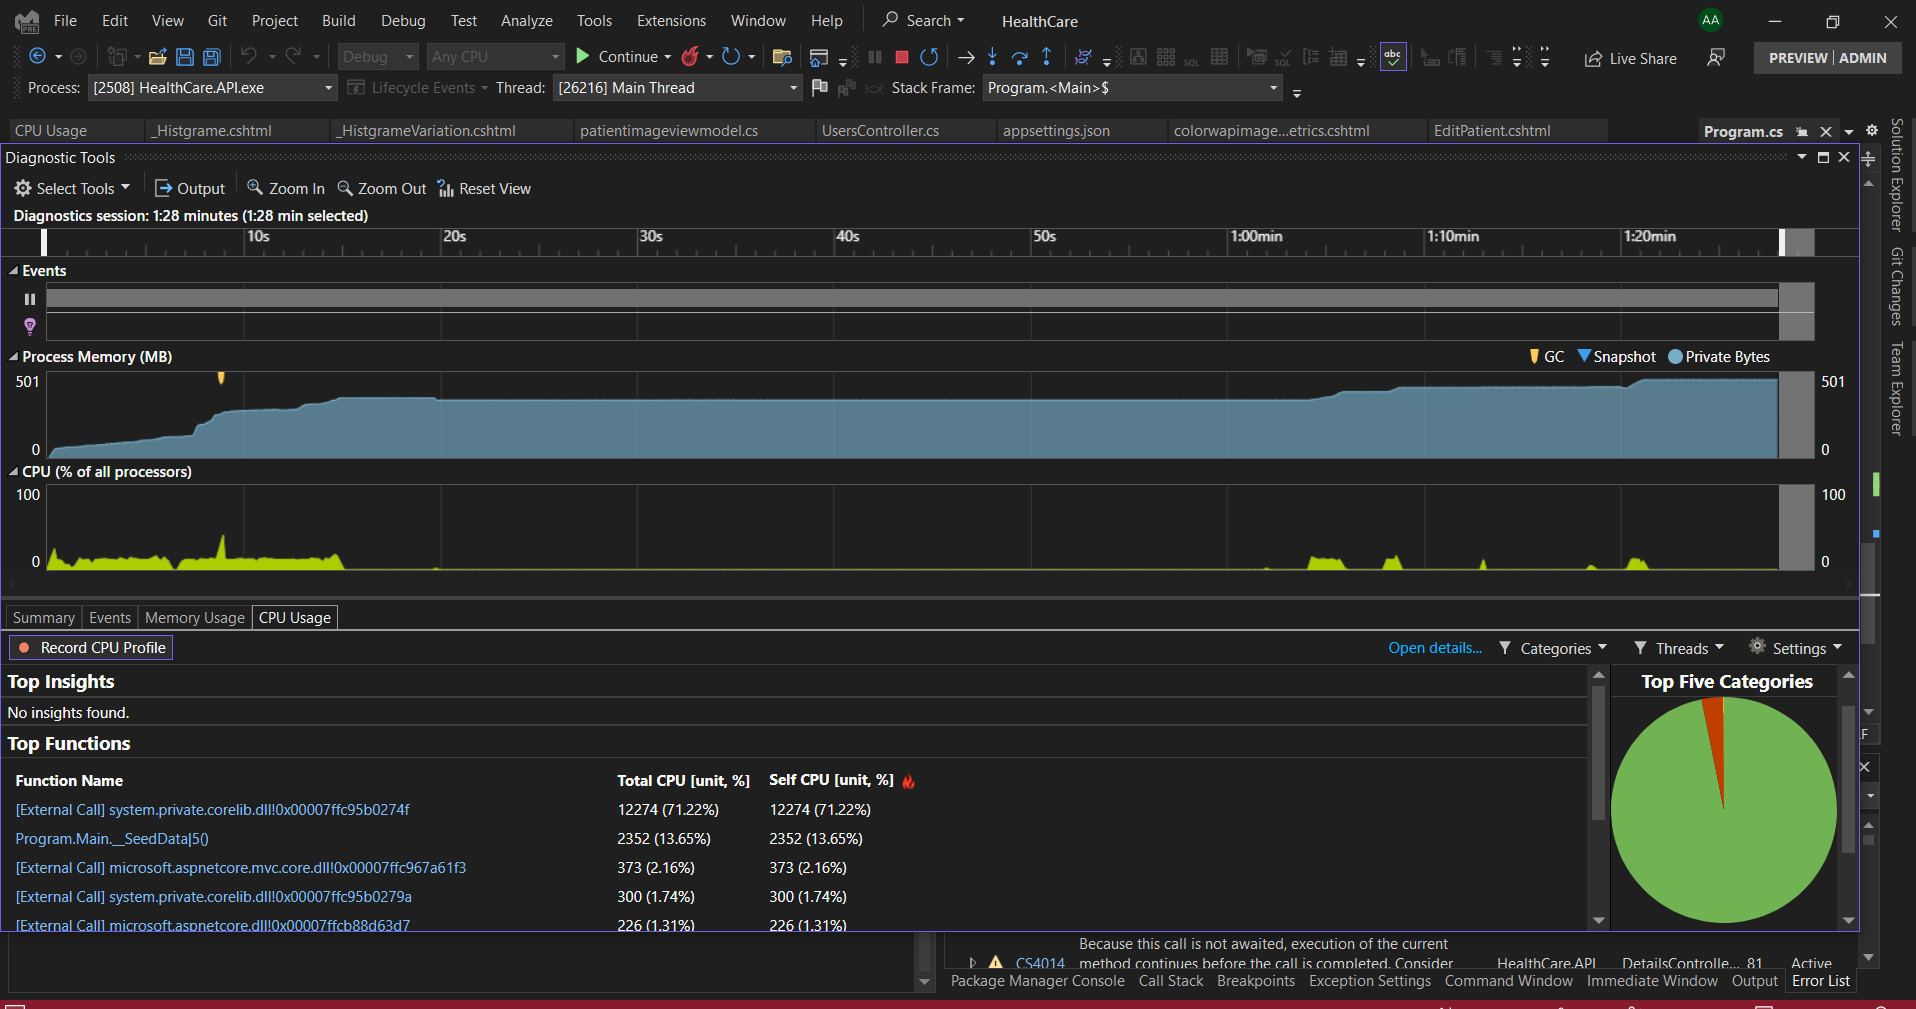 File Edit View Git Project Build Debug Test Analyze Tools Extensions Window Help Search HealthCare AA
PRE
Debug Any CPU Continue SQL SQL abc Live Share PREVIEW ADMIN
Process: [2508] HealthCare.API.exe Lifecycle Events Thread: [26216] Main Thread Stack Frame: Program.<Main>$
CPU Usage _Histgrame.cshtml _HistgrameVariation.cshtml patientimageviewmodel.cs UsersController.cs appsettings.json colorwapimage...etrics.cshtml EditPatient.cshtml Program.cs
Solution Explorer
Git Changes
Team Explorer
Diagnostic Tools
Select Tools Output Zoom In Zoom Out Reset View
Diagnostics session: 1:28 minutes (1:28 min selected)
10s 20s 30s 40s 50s 1:00min 1:10min 1:20min
Events
Process Memory (MB) GC Snapshot Private Bytes
501 501
0 0
CPU (% of all processors)
100 100
0 0
Summary Events Memory Usage CPU Usage
Record CPU Profile Open details... Categories Threads Settings
Top Insights Top Five Categories
No insights found.
Top Functions
Function Name Total CPU [unit, %] Self CPU [unit, %]
[External Call] system.private.corelib.dll!0x00007ffc95b0274f 12274 (71.22%) 12274 (71.22%)
Program.Main.__SeedData|5() 2352 (13.65%) 2352 (13.65%)
[External Call] microsoft.aspnetcore.mvc.core.dll!0x00007ffc967a61f3 373 (2.16%) 373 (2.16%)
[External Call] system.private.corelib.dll!0x00007ffc95b0279a 300 (1.74%) 300 (1.74%)
[External Call] microsoft.aspnetcore.dll!0x00007ffcb88d63d7 226 (1.31%) 226 (1.31%)
Because this call is not awaited, execution of the current
CS4014 method continues before the call is completed. Consider HealthCare.API DetailsControlle... 81 Active
Package Manager Console Call Stack Breakpoints Exception Settings Command Window Immediate Window Output Error List